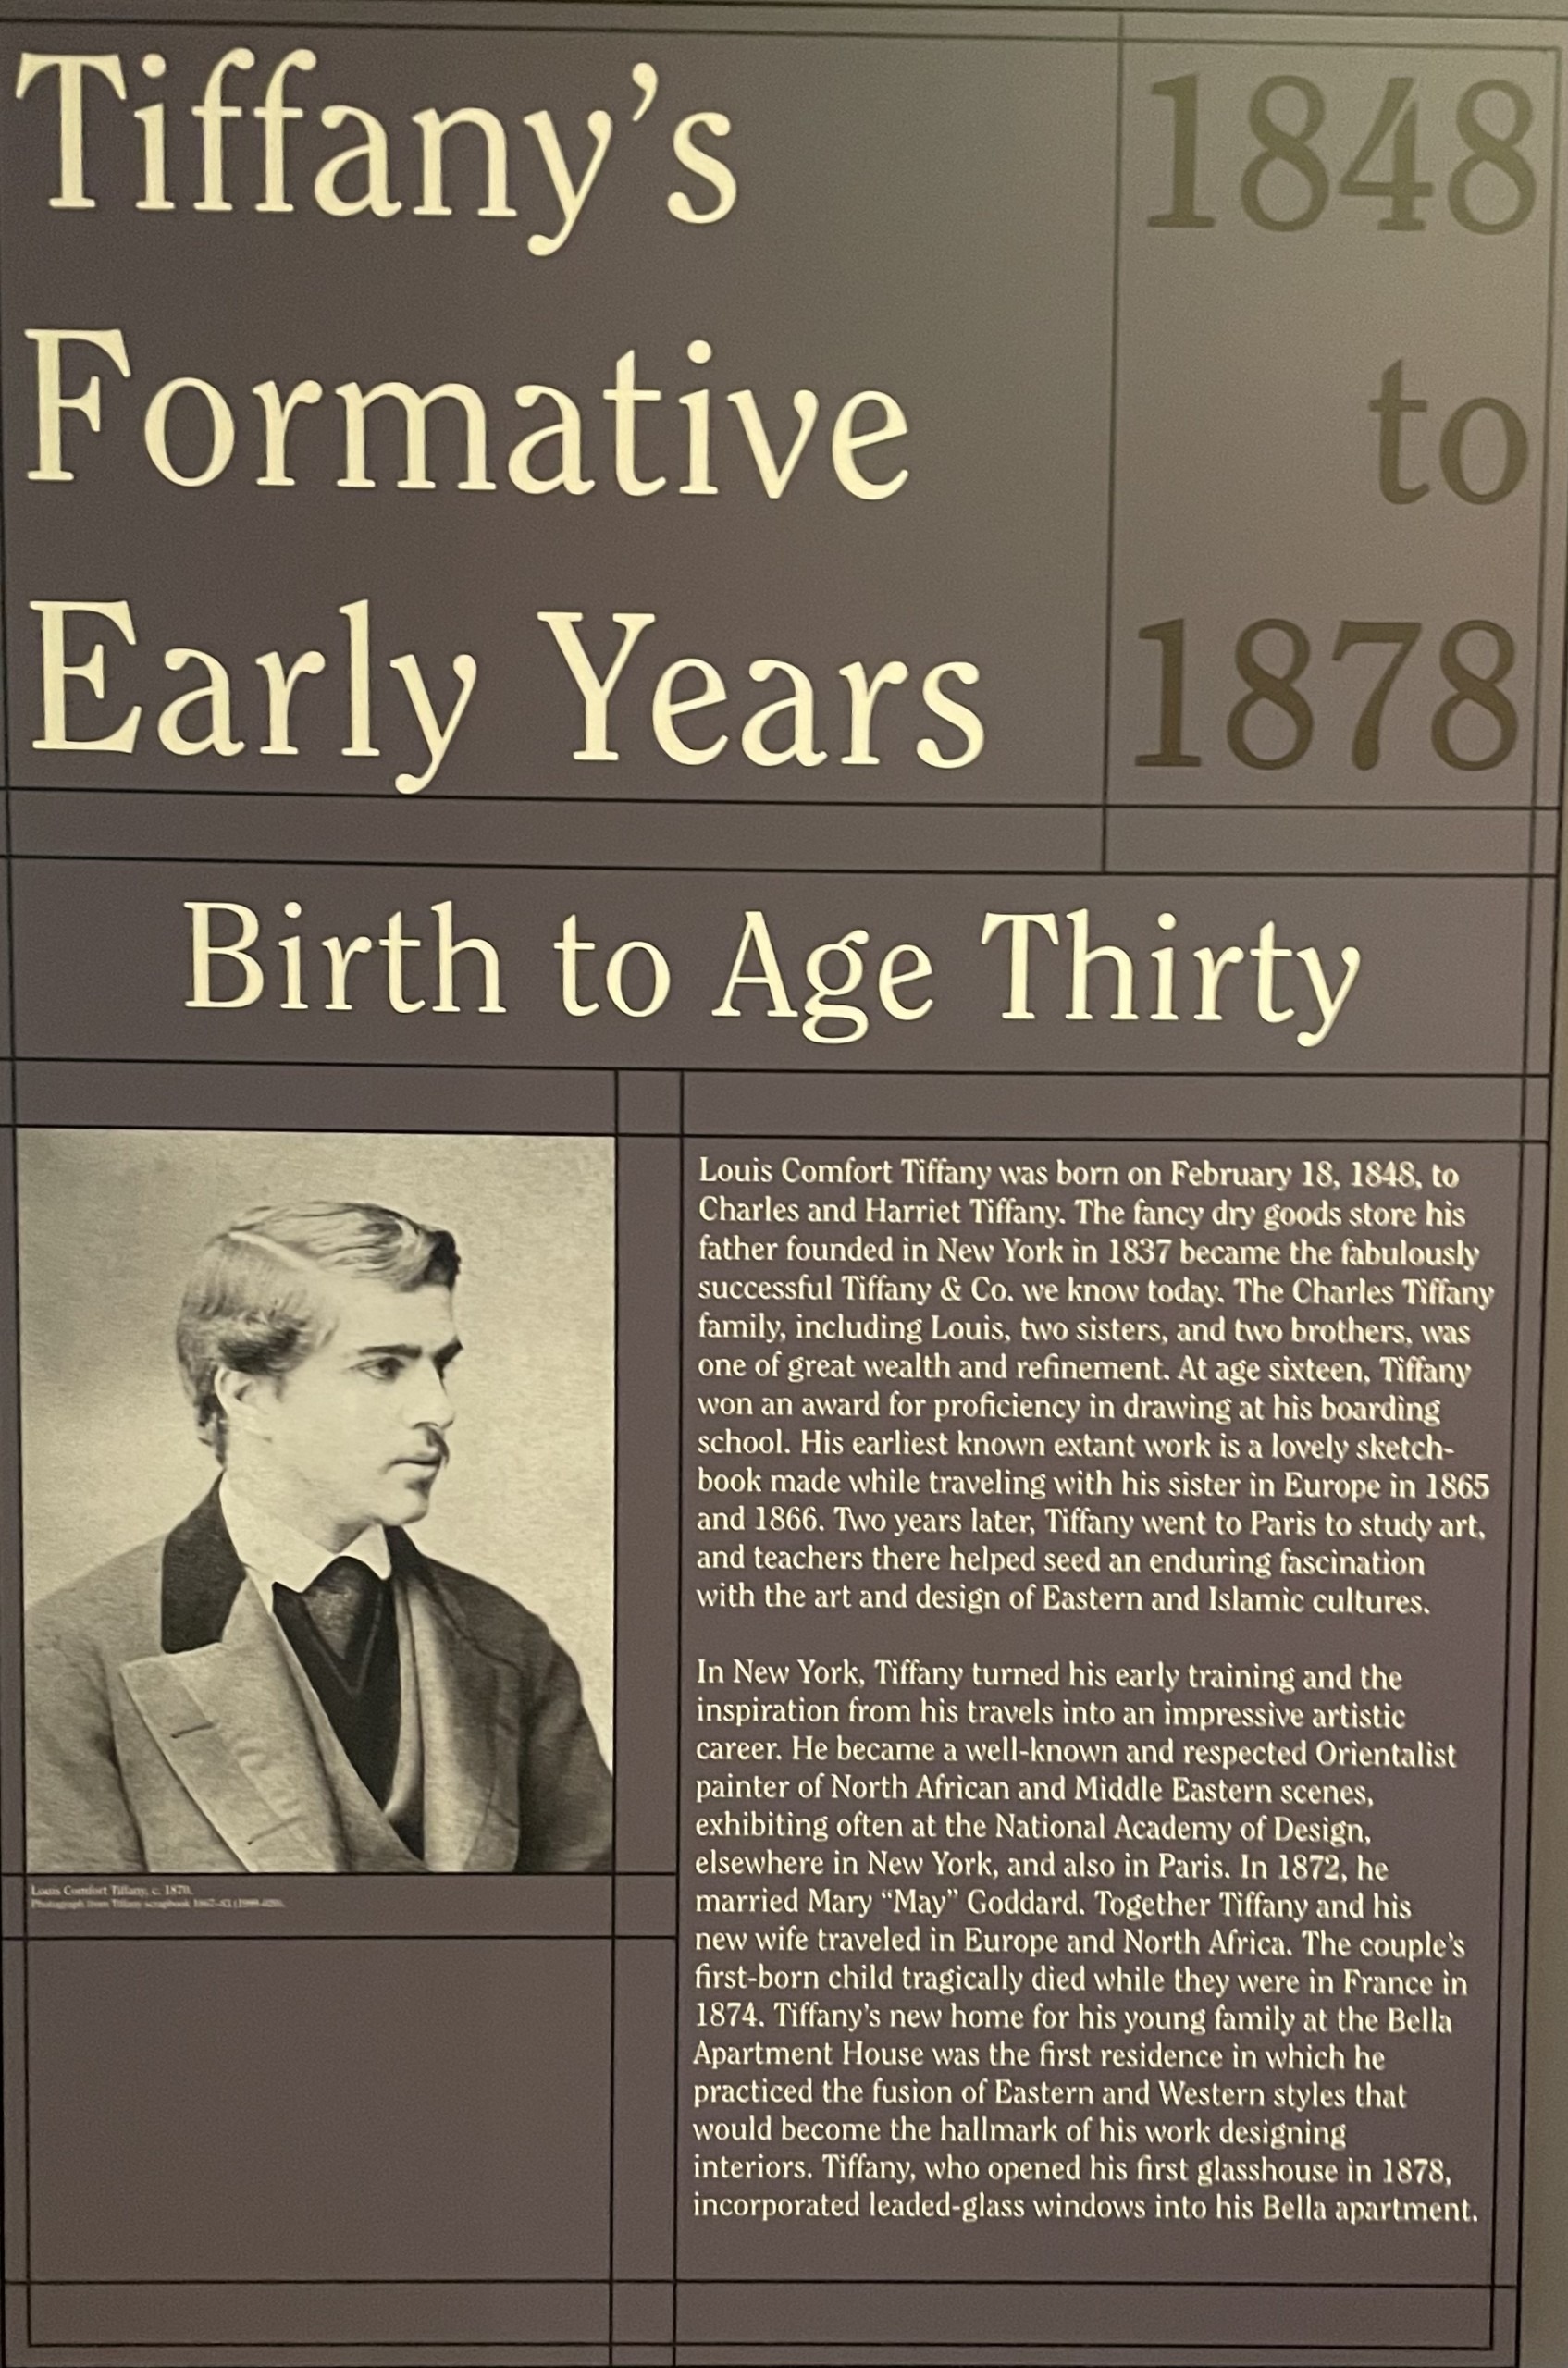 Tiffany’s
Formative
Early Years
1848
to
1878
Birth to Age Thirty
Louis Comfort Tiffany was born on February 18, 1848, to
Charles and Harriet Tiffany. The fancy dry goods store his
father founded in New York in 1837 became the fabulously
successful Tiffany & Co. we know today. The Charles Tiffany
family, including Louis, two sisters, and two brothers, was
one of great wealth and refinement. At age sixteen, Tiffany
won an award for proficiency in drawing at his boarding
school. His earliest known extant work is a lovely sketch-
book made while traveling with his sister in Europe in 1865
and 1866. Two years later, Tiffany went to Paris to study art,
and teachers there helped seed an enduring fascination
with the art and design of Eastern and Islamic cultures.
In New York, Tiffany turned his early training and the
inspiration from his travels into an impressive artistic
career. He became a well-known and respected Orientalist
painter of North African and Middle Eastern scenes,
exhibiting often at the National Academy of Design,
elsewhere in New York, and also in Paris. In 1872, he
married Mary “May” Goddard. Together Tiffany and his
new wife traveled in Europe and North Africa. The couple’s
first-born child tragically died while they were in France in
1874. Tiffany’s new home for his young family at the Bella
Apartment House was the first residence in which he
practiced the fusion of Eastern and Western styles that
would become the hallmark of his work designing
interiors. Tiffany, who opened his first glasshouse in 1878,
incorporated leaded-glass windows into his Bella apartment.
Louis Comfort Tiffany, c. 1870.
Photograph from Tiffany scrapbook